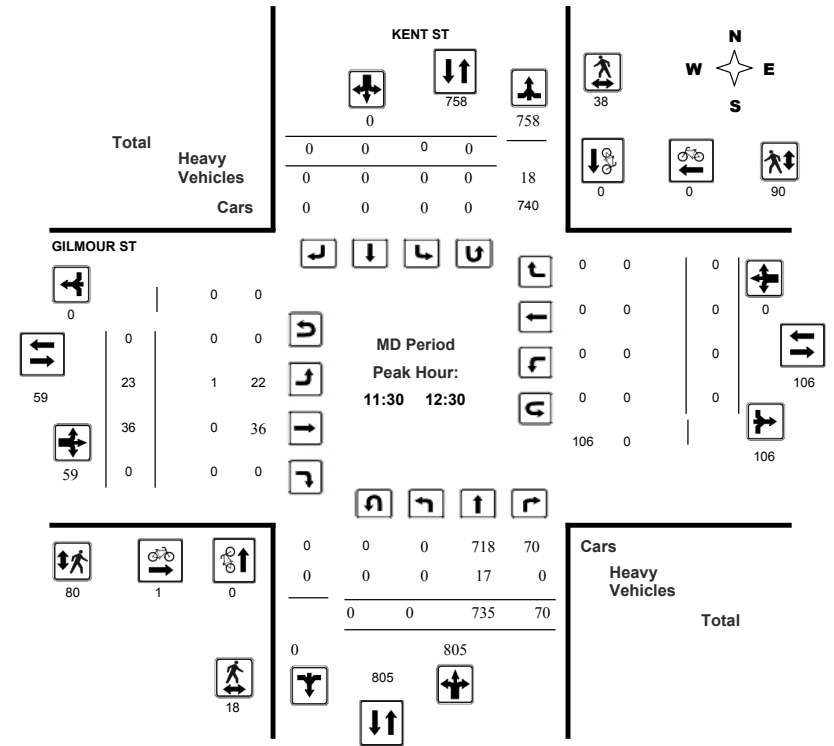 KENT ST
N
W E
S
758
38
0 758
Total
0 0 0 0
Heavy
Vehicles
0 0 0 0 18
Cars
0 0 0 0 740
0 0 90
GILMOUR ST
0 0 0
0 0 0
0
0
0 0 0
0 0 0
MD Period
Peak Hour:
11:30 12:30
59
23 1 22
0 0 0
106
0 0 0
36 0 36
59
0 0 0
106 0
106
0 0 0 718 70
Cars
0 0 0 17 0
Heavy
Vehicles
0 0 735 70
Total
80 1 0
0 805
805
18